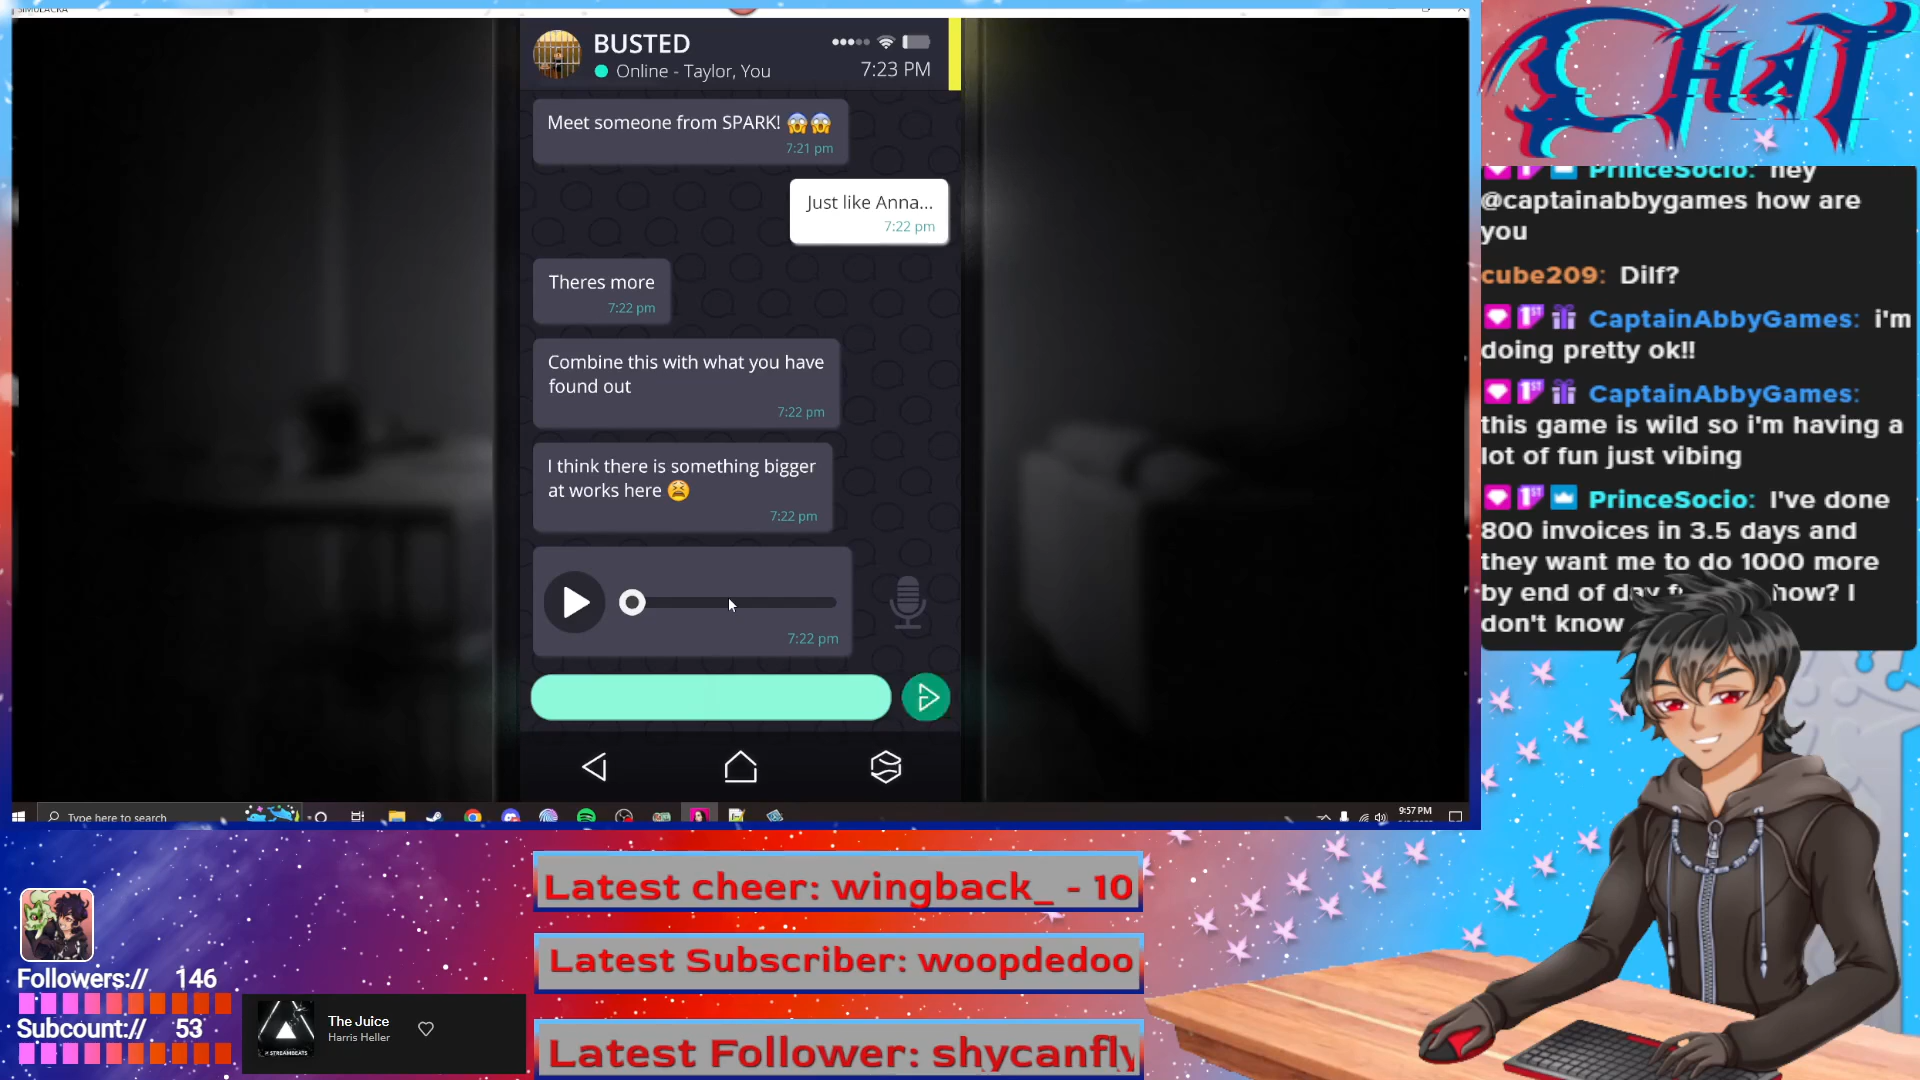 SIMULACRA
BUSTED
Online - Taylor, You
7:23 PM
Meet someone from SPARK! 😱😱
7:21 pm
Just like Anna...
7:22 pm
Theres more
7:22 pm
Combine this with what you have
found out
7:22 pm
I think there is something bigger
at works here 😫
7:22 pm
7:22 pm
Type here to search
9:57 PM
CHAT
PrinceSocio: hey
@captainabbygames how are
you
cube209: Dilf?
CaptainAbbyGames: i'm
doing pretty ok!!
CaptainAbbyGames:
this game is wild so i'm having a
lot of fun just vibing
PrinceSocio: I've done
800 invoices in 3.5 days and
they want me to do 1000 more
by end of day how? I
don't know
Followers:// 146
Subcount:// 53
STREAMBEATS
The Juice
Harris Heller
Latest cheer: wingback_ - 10
Latest Subscriber: woopdedoo
Latest Follower: shycanfly